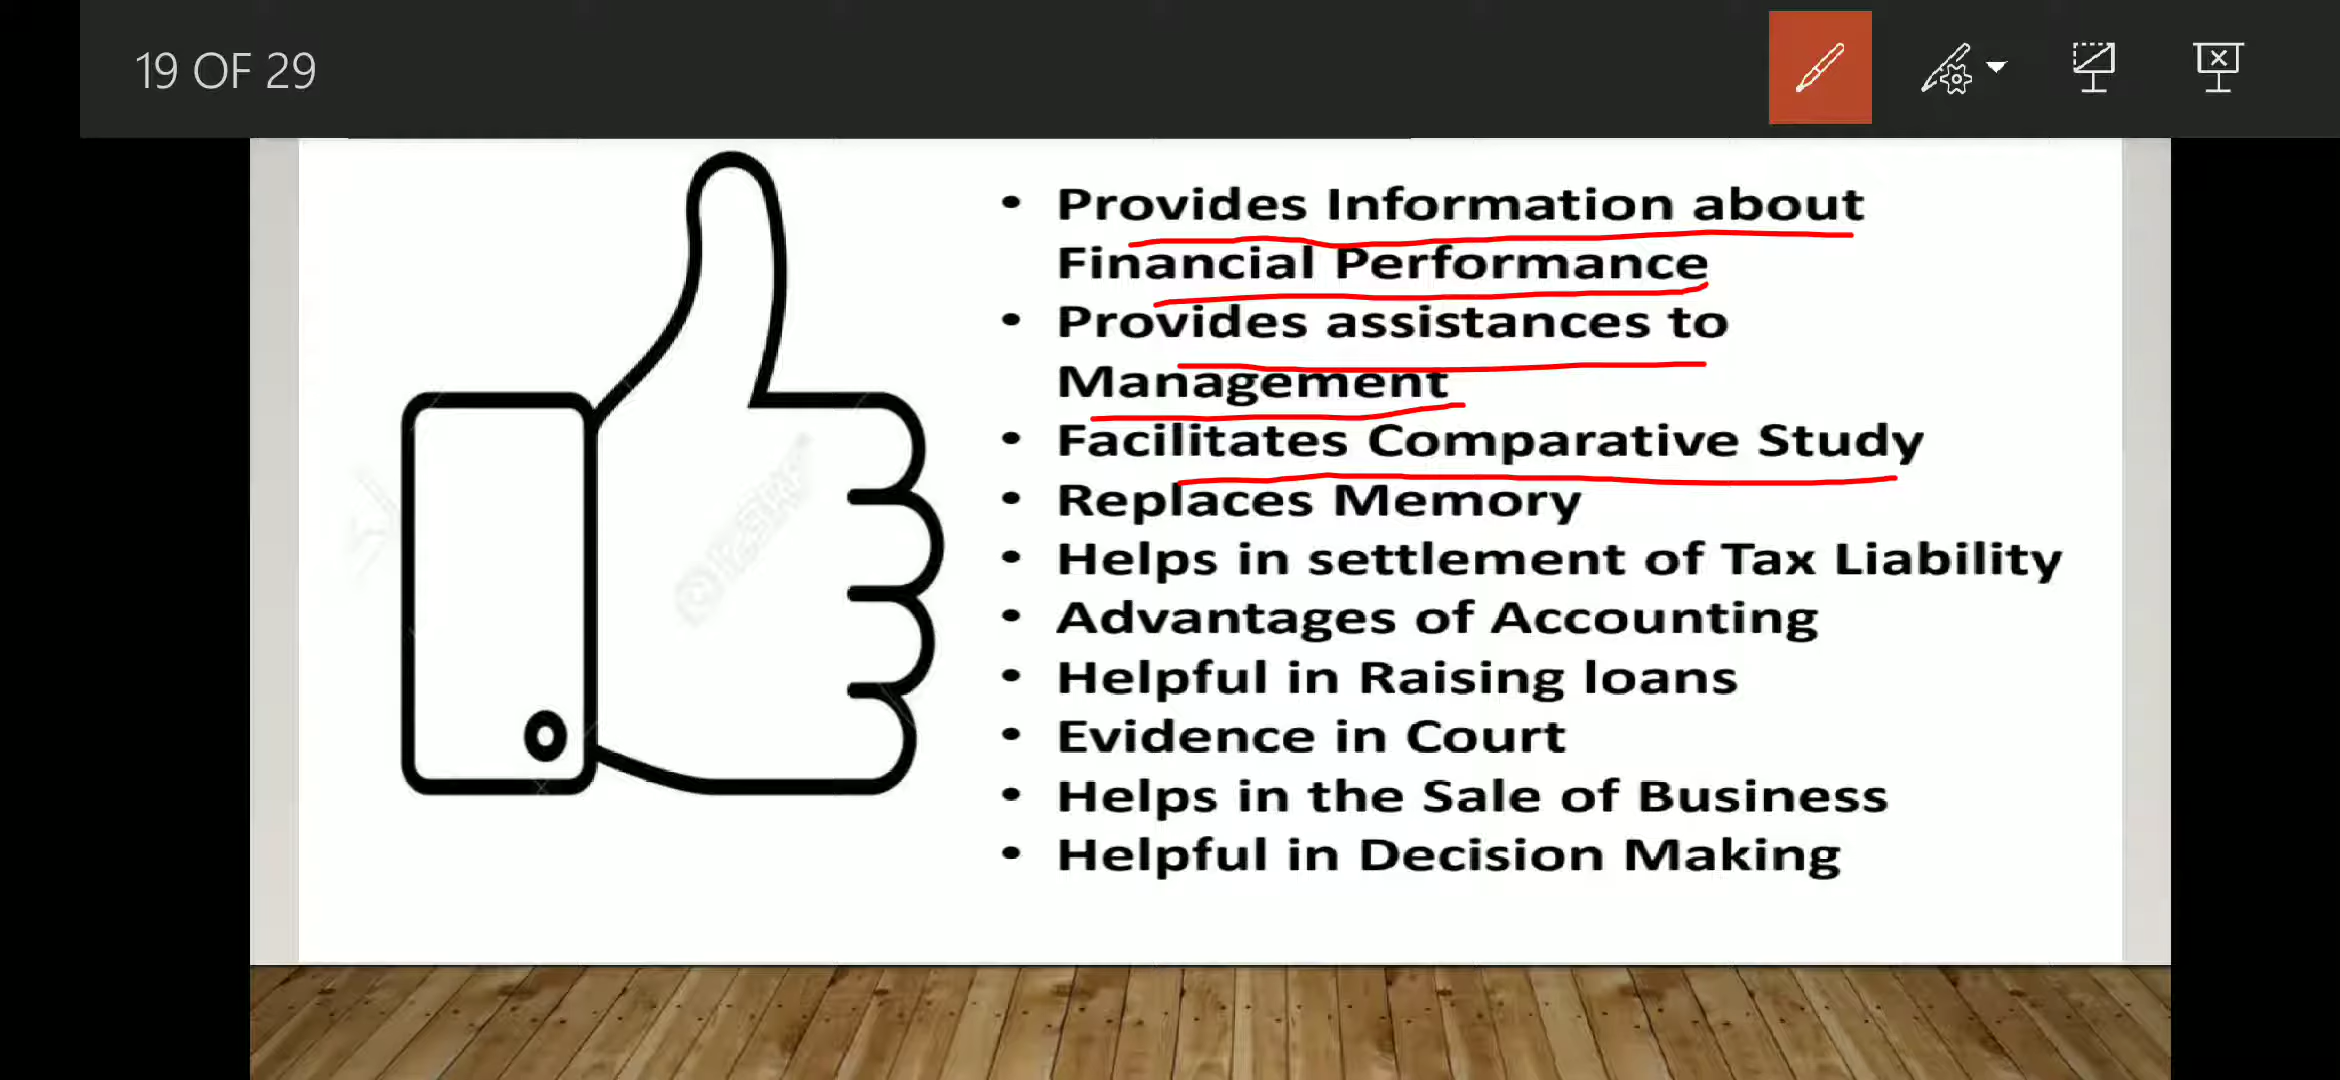 19 OF 29
• Provides Information about
Financial Performance
• Provides assistances to
Management
• Facilitates Comparative Study
• Replaces Memory
• Helps in settlement of Tax Liability
• Advantages of Accounting
• Helpful in Raising loans
• Evidence in Court
• Helps in the Sale of Business
• Helpful in Decision Making